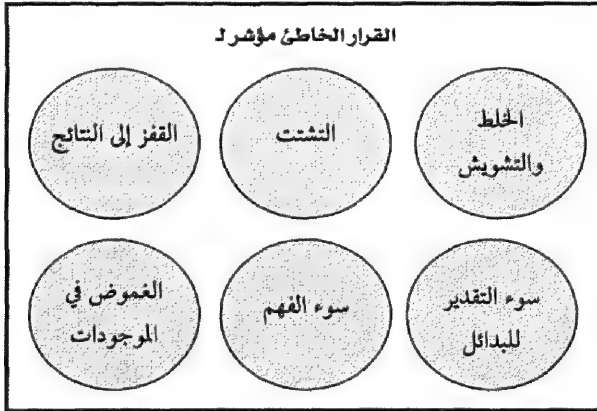 القرار الخاطئ مؤشر لـ
الخلط
والتشويش
التشتت
القفز إلى النتائج
سوء التقدير
للبدائل
سوء الفهم
الغموض في
الموجودات